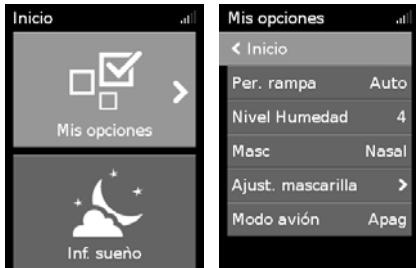 Inicio
Mis opciones
Inf. sueño
Mis opciones
Inicio
Per. rampa Auto
Nivel Humedad 4
Masc Nasal
Ajust. mascarilla
Modo avión Apag